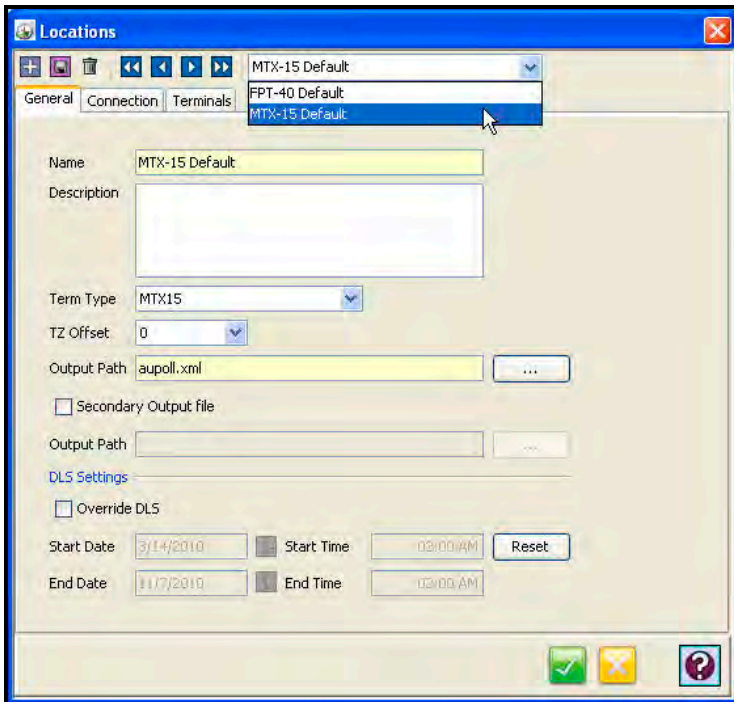 Locations
MTX-15 Default
FPT-40 Default
MTX-15 Default
General Connection Terminals
Name MTX-15 Default
Description
Term Type MTX15
TZ Offset 0
Output Path aupoll.xml ...
Secondary Output file
Output Path ...
DLS Settings
Override DLS
Start Date 3/14/2010 Start Time 02:00 AM Reset
End Date 11/7/2010 End Time 02:00 AM
?